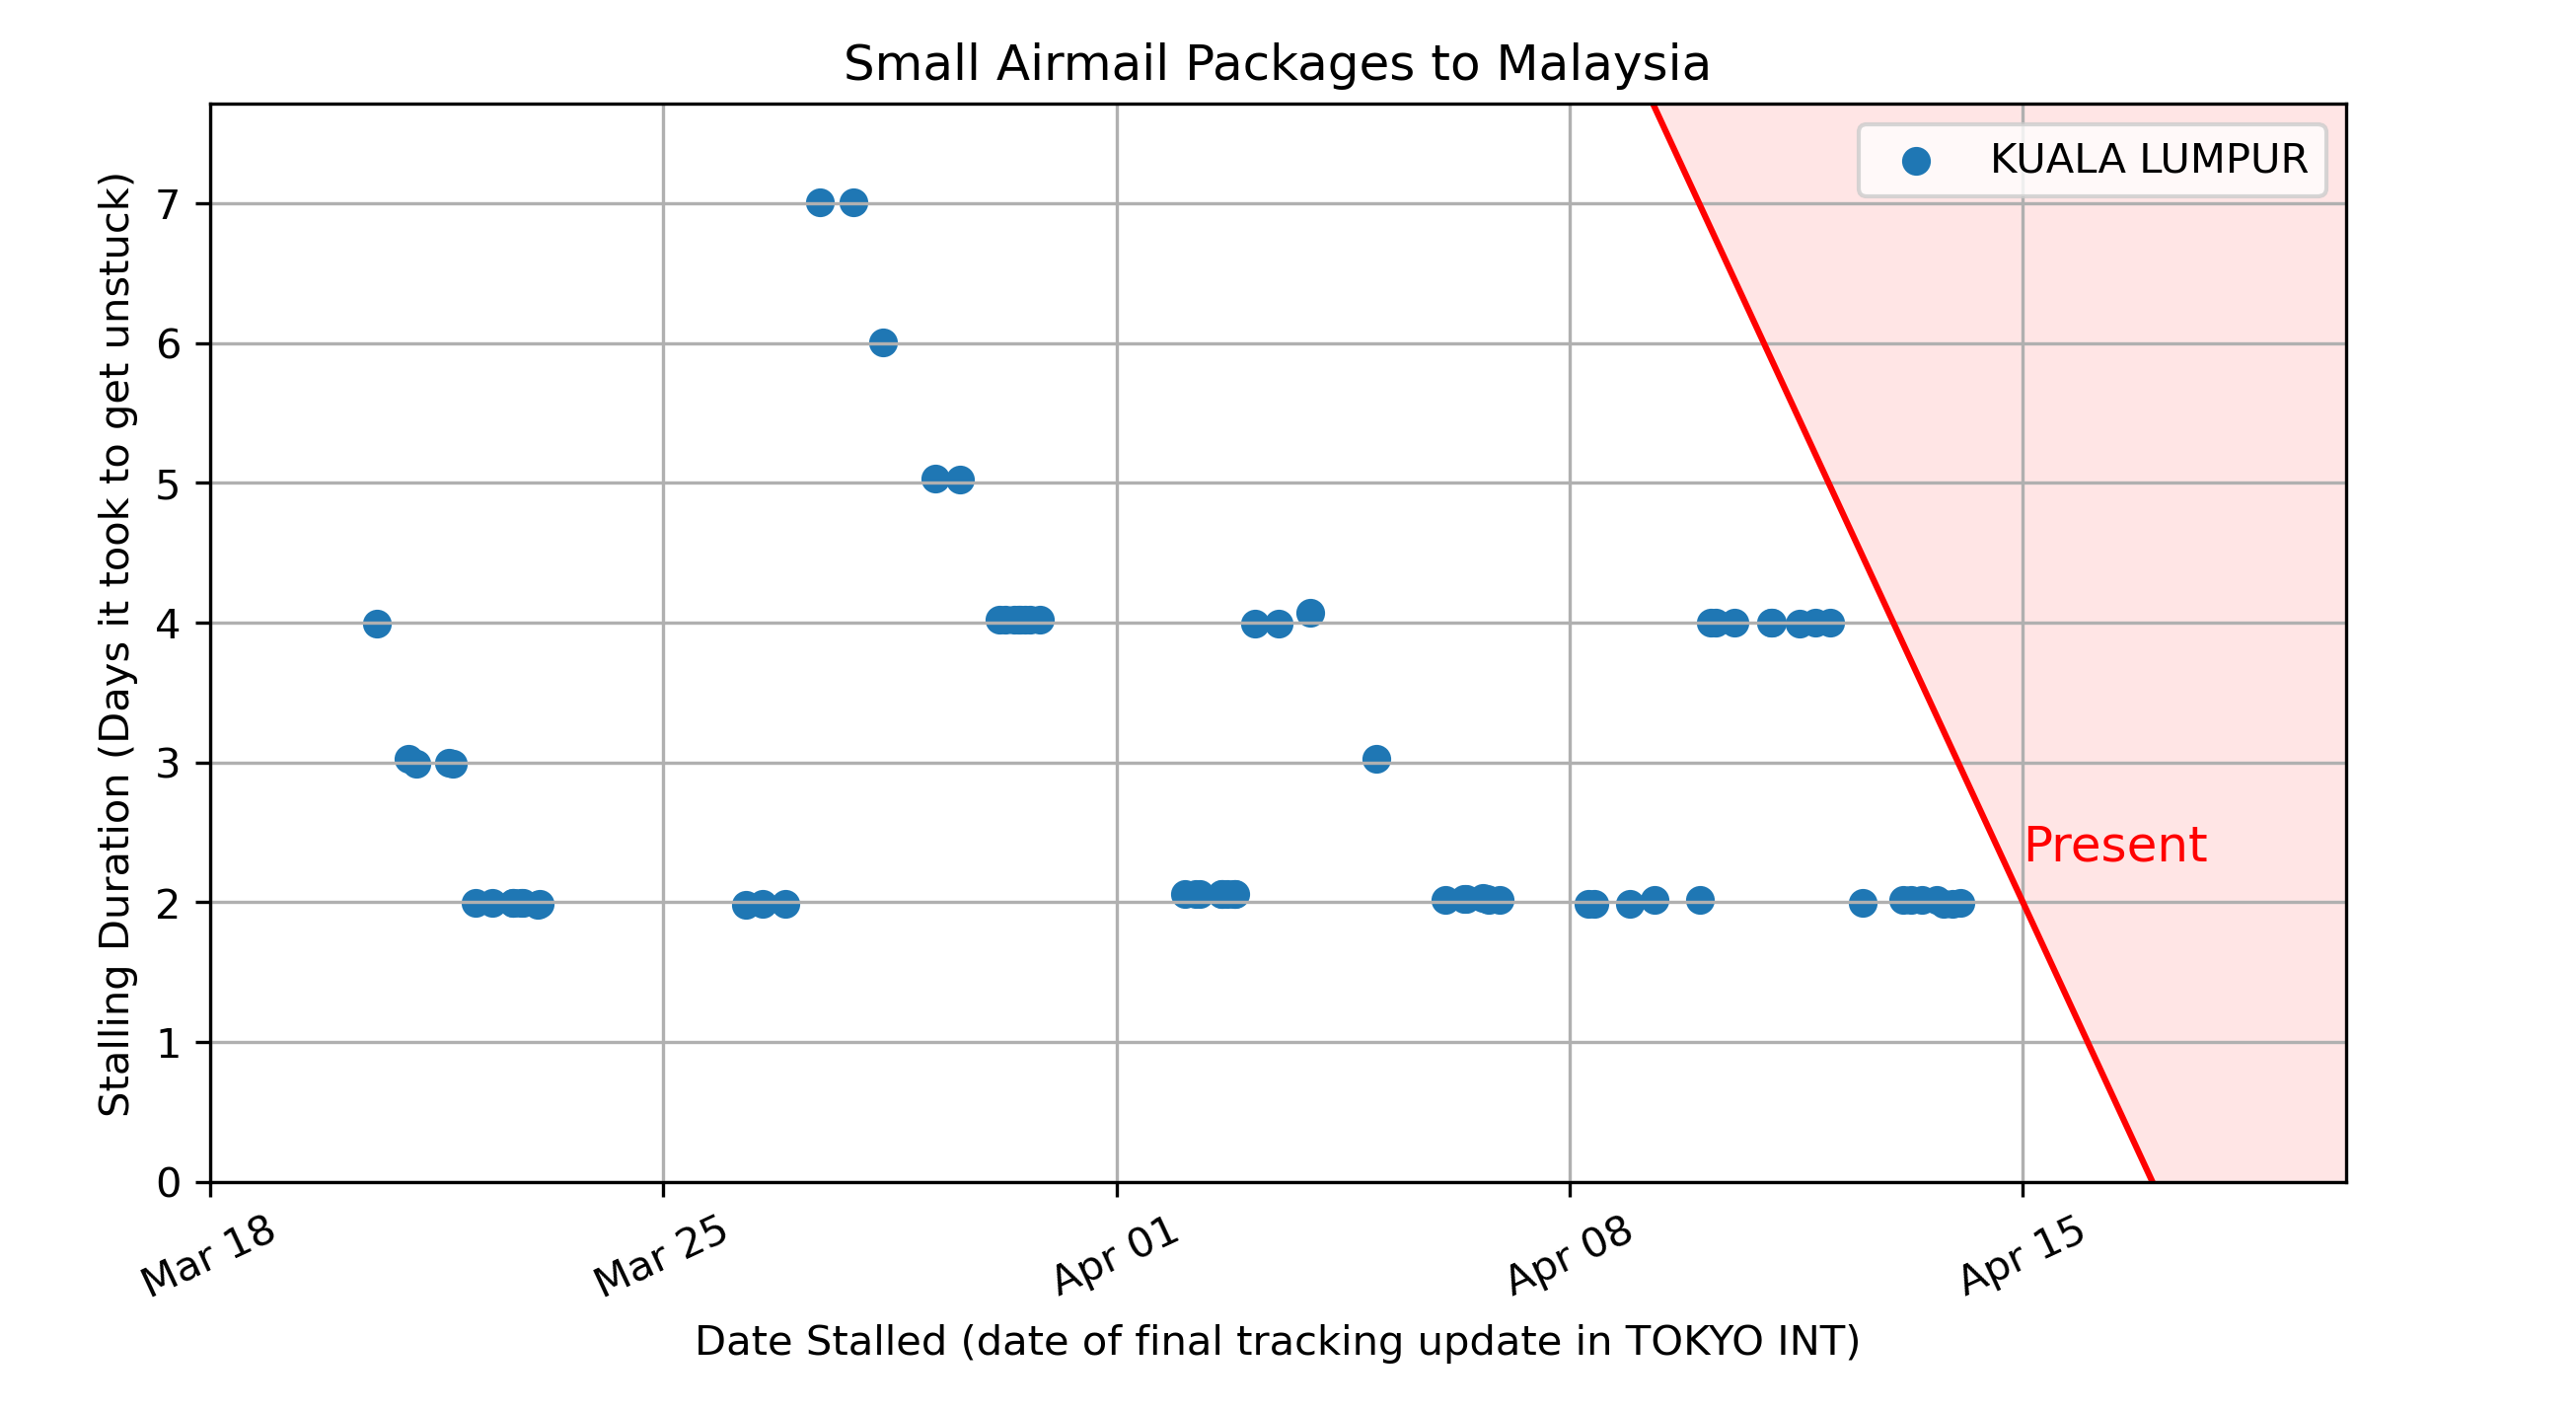 Small Airmail Packages to Malaysia
KUALA LUMPUR
Stalling Duration (Days it took to get unstuck)
7
6
5
4
3
2
1
0
Present
Mar 18
Mar 25
Apr 01
Apr 08
Apr 15
Date Stalled (date of final tracking update in TOKYO INT)